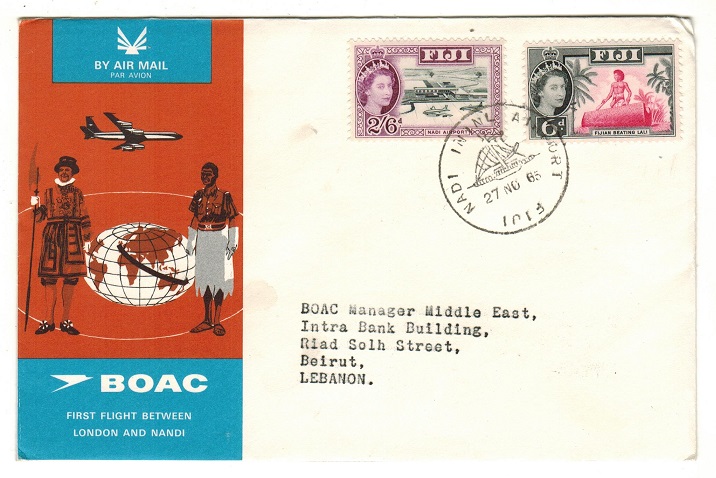 BY AIR MAIL
PAR AVION
BOAC
FIRST FLIGHT BETWEEN
LONDON AND NANDI
FIJI
2/6d
NADI AIRPORT
FIJI
6d
FIJIAN BEATING LALI
NADI INTNL AIRPORT
27 NO 65
FIJI
BOAC Manager Middle East,
Intra Bank Building,
Riad Solh Street,
Beirut,
LEBANON.